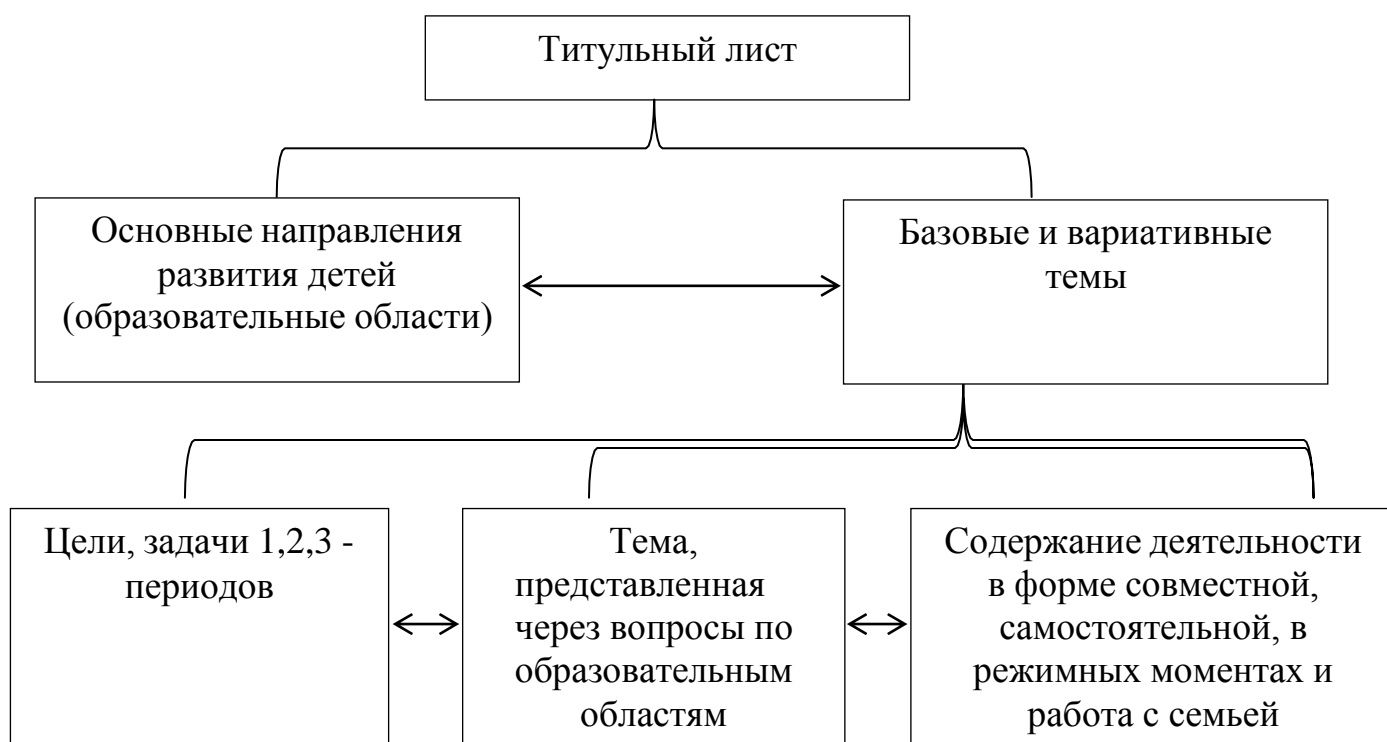 Титульный лист
Основные направления
развития детей
(образовательные области)
Базовые и вариативные
темы
Цели, задачи 1,2,3 -
периодов
Тема,
представленная
через вопросы по
образовательным
областям
Содержание деятельности
в форме совместной,
самостоятельной, в
режимных моментах и
работа с семьей